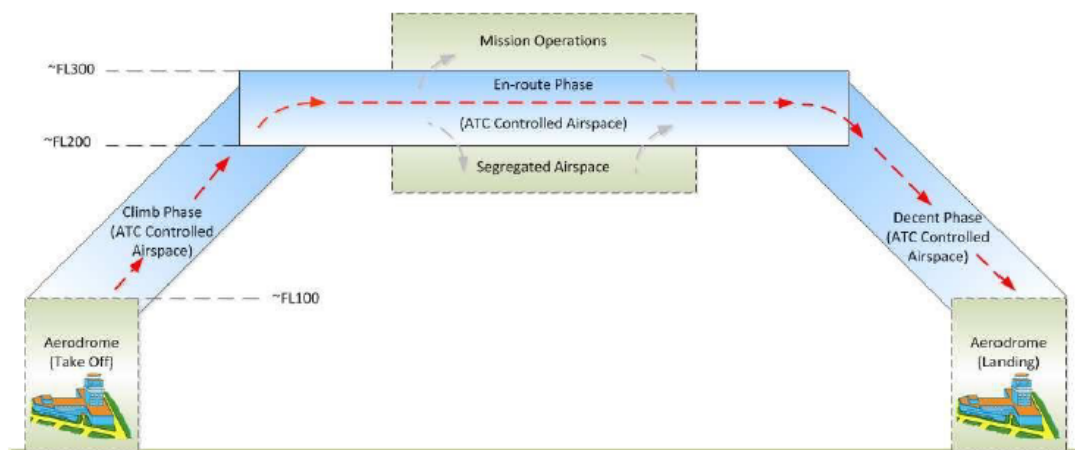 Mission Operations
~FL300
En-route Phase
(ATC Controlled Airspace)
~FL200
Segregated Airspace
Climb Phase
(ATC Controlled
Airspace)
Decent Phase
(ATC Controlled
Airspace)
~FL100
Aerodrome
(Take Off)
Aerodrome
(Landing)